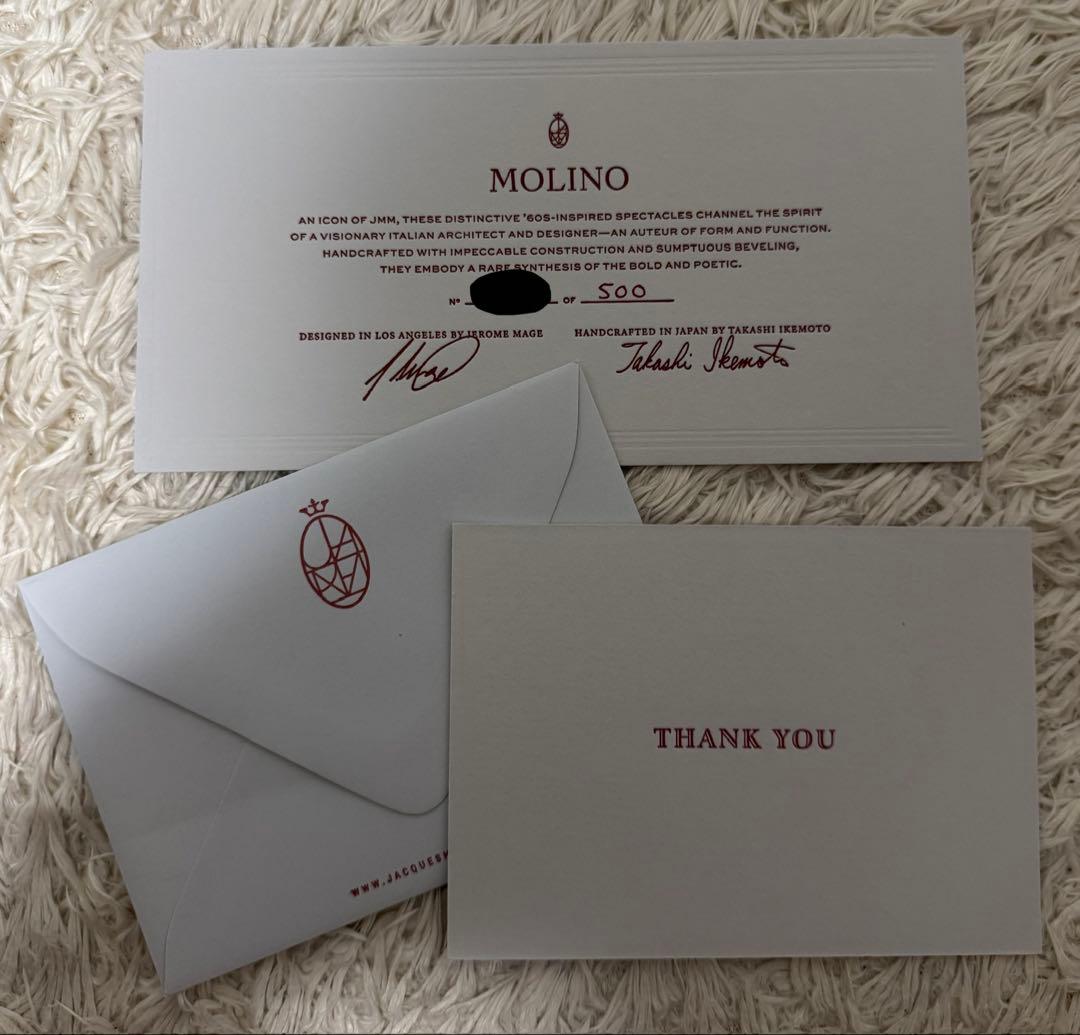 MOLINO
AN ICON OF JMM, THESE DISTINCTIVE '60S-INSPIRED SPECTACLES CHANNEL THE SPIRIT
OF A VISIONARY ITALIAN ARCHITECT AND DESIGNER—AN AUTEUR OF FORM AND FUNCTION.
HANDCRAFTED WITH IMPECCABLE CONSTRUCTION AND SUMPTUOUS BEVELING,
THEY EMBODY A RARE SYNTHESIS OF THE BOLD AND POETIC.
Nº OF 500
DESIGNED IN LOS ANGELES BY JEROME MAGE
HANDCRAFTED IN JAPAN BY TAKASHI IKEMOTO
Takashi Ikemoto
THANK YOU
WWW.JACQUES